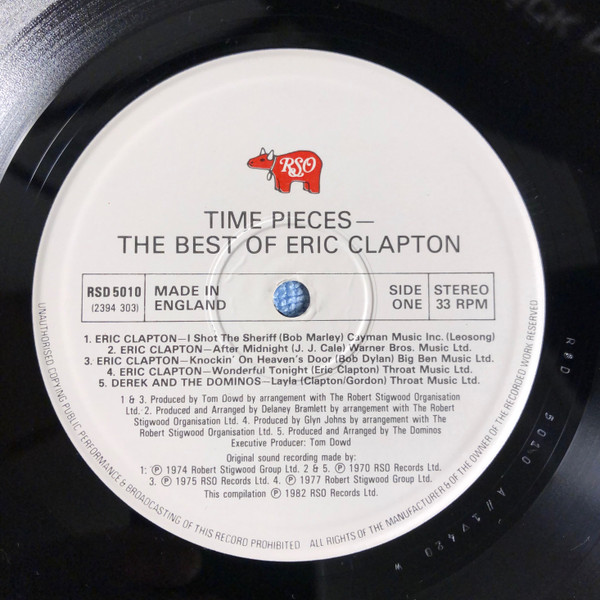 RSO
TIME PIECES—
THE BEST OF ERIC CLAPTON
RSD 5010
(2394 303)
MADE IN
ENGLAND
SIDE
ONE
STEREO
33 RPM
1. ERIC CLAPTON—I Shot The Sheriff (Bob Marley) Cayman Music Inc. (Leosong)
2. ERIC CLAPTON—After Midnight (J. J. Cale) Warner Bros. Music Ltd.
3. ERIC CLAPTON—Knockin' On Heaven's Door (Bob Dylan) Big Ben Music Ltd.
4. ERIC CLAPTON—Wonderful Tonight (Eric Clapton) Throat Music Ltd.
5. DEREK AND THE DOMINOS—Layla (Clapton/Gordon) Throat Music Ltd.
1 & 3. Produced by Tom Dowd by arrangement with The Robert Stigwood Organisation
Ltd. 2. Produced and Arranged by Delaney Bramlett by arrangement with The Robert
Stigwood Organisation Ltd. 4. Produced by Glyn Johns by arrangement with The
Robert Stigwood Organisation Ltd. 5. Produced and Arranged by The Dominos
Executive Producer: Tom Dowd
Original sound recording made by:
1: ℗ 1974 Robert Stigwood Group Ltd. 2 & 5. ℗ 1970 RSO Records Ltd.
3. ℗ 1975 RSO Records Ltd. 4. ℗ 1977 Robert Stigwood Group Ltd.
This compilation ℗ 1982 RSO Records Ltd.
UNAUTHORISED COPYING PUBLIC PERFORMANCE & BROADCASTING OF THIS RECORD PROHIBITED ALL RIGHTS OF THE MANUFACTURER & OF THE OWNER OF THE RECORDED WORK RESERVED
RSD 5010 A//1 V 420